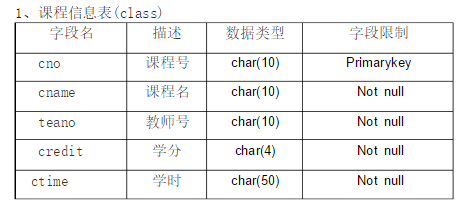 1、课程信息表(class)
字段名 描述 数据类型 字段限制
cno 课程号 char(10) Primarykey
cname 课程名 char(10) Not null
teano 教师号 char(10) Not null
credit 学分 char(4) Not null
ctime 学时 char(50) Not null